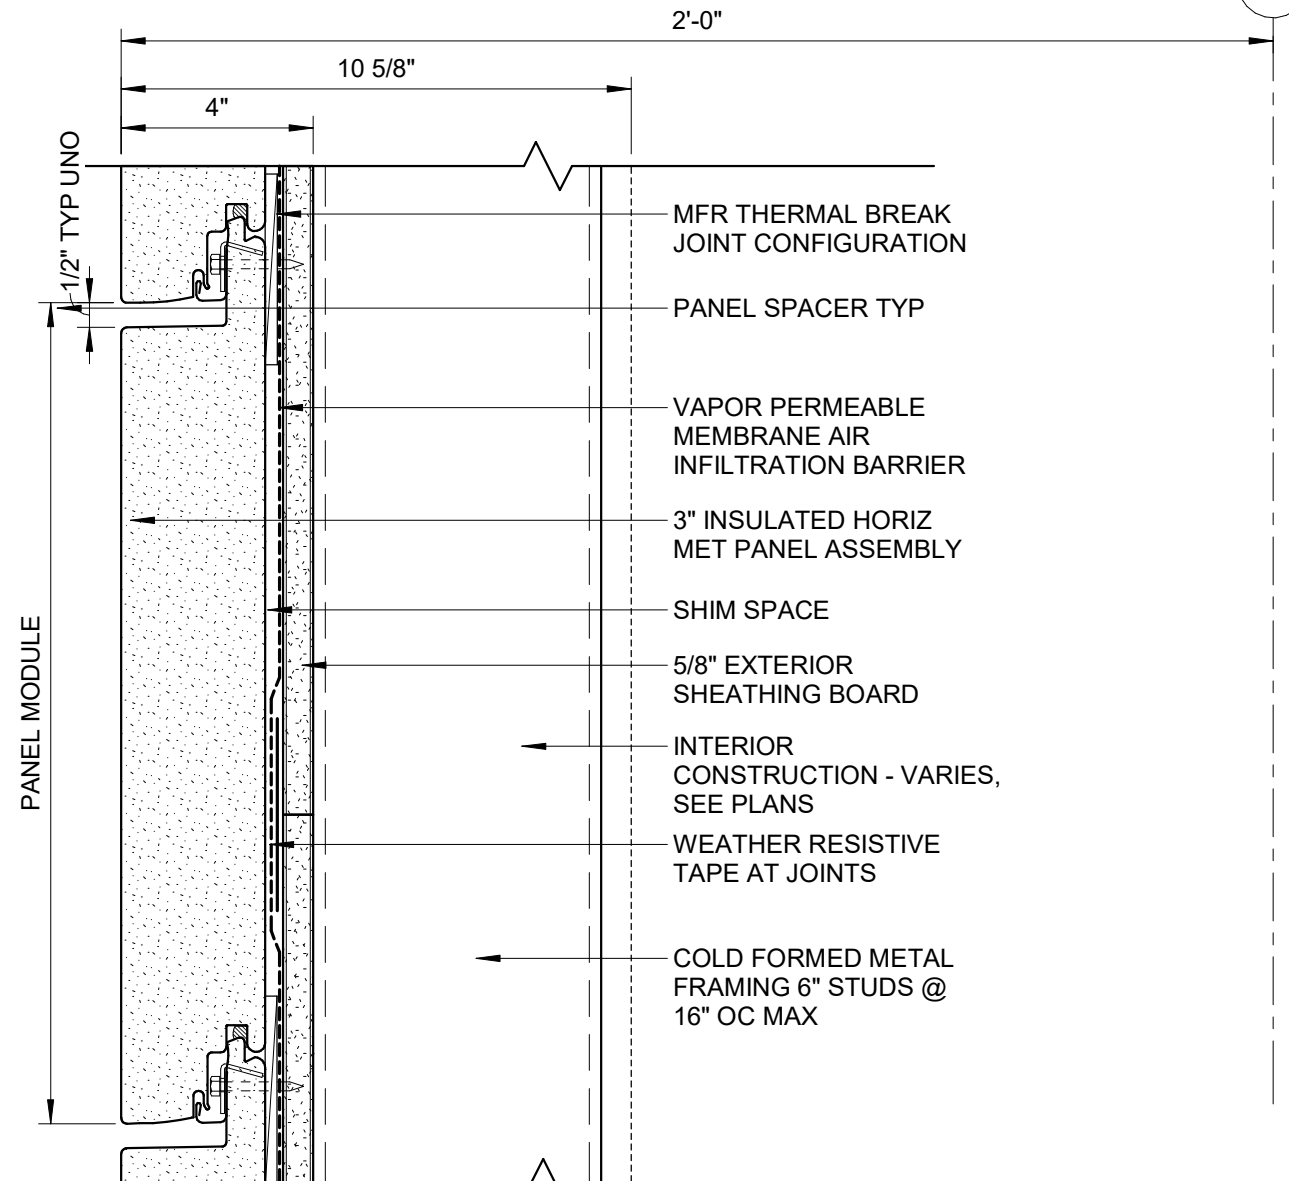 2'-0"
10 5/8"
4"
1/2" TYP UNO
MFR THERMAL BREAK
JOINT CONFIGURATION
PANEL SPACER TYP
VAPOR PERMEABLE
MEMBRANE AIR
INFILTRATION BARRIER
3" INSULATED HORIZ
MET PANEL ASSEMBLY
SHIM SPACE
5/8" EXTERIOR
SHEATHING BOARD
PANEL MODULE
INTERIOR
CONSTRUCTION - VARIES,
SEE PLANS
WEATHER RESISTIVE
TAPE AT JOINTS
COLD FORMED METAL
FRAMING 6" STUDS @
16" OC MAX